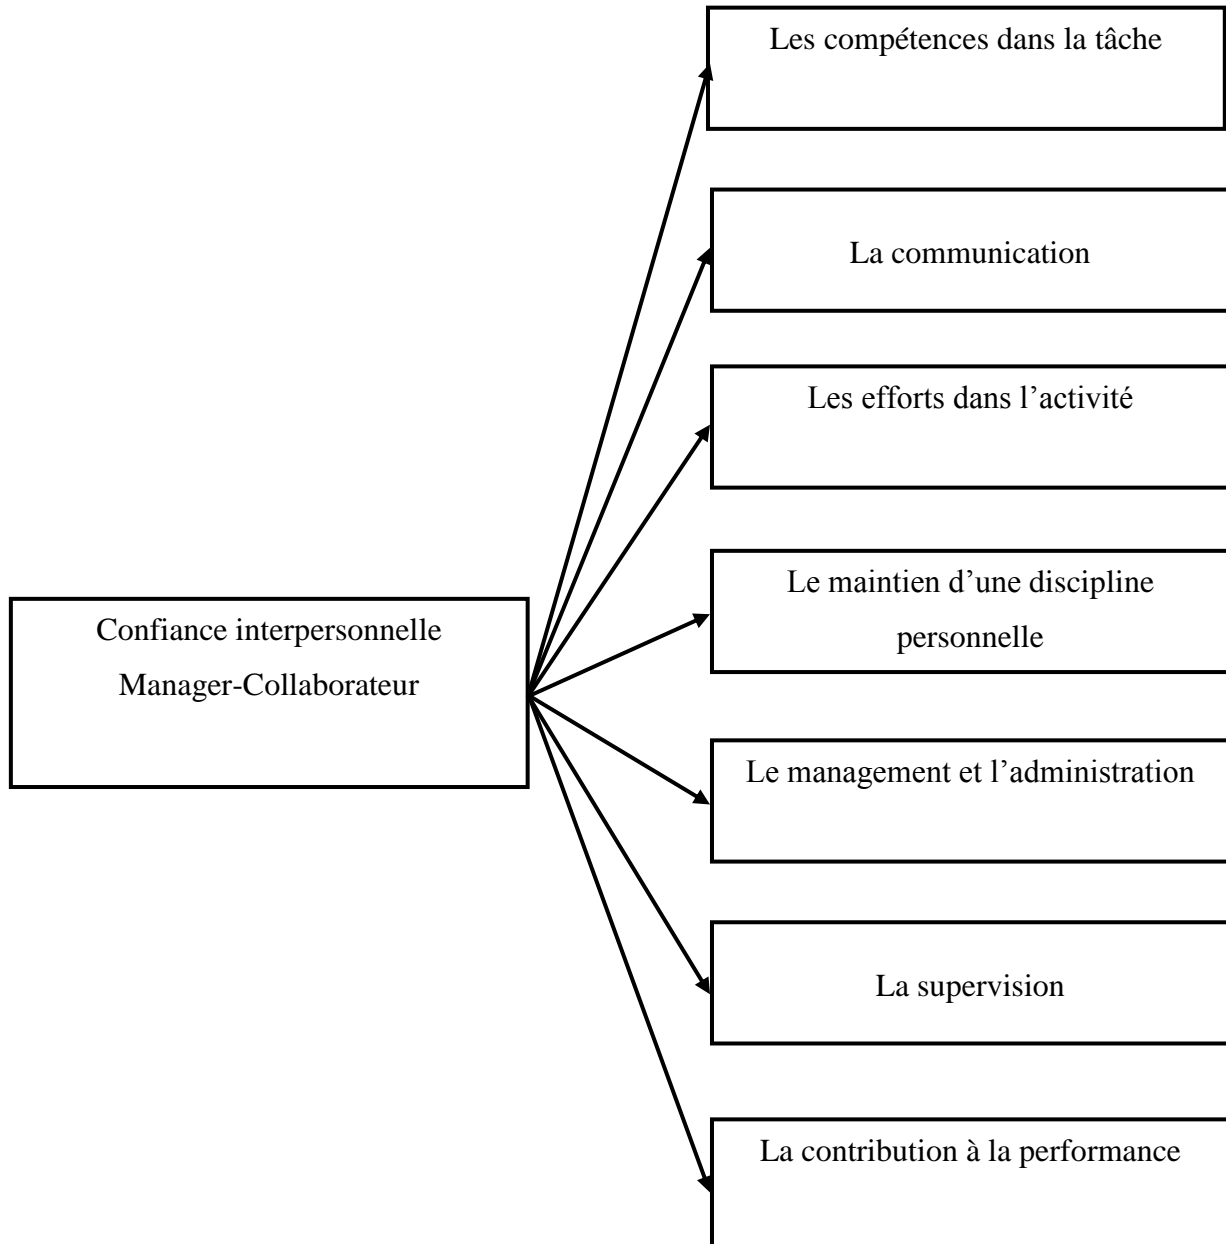 Les compétences dans la tâche
La communication
Les efforts dans l’activité
Le maintien d’une discipline
personnelle
Confiance interpersonnelle
Manager-Collaborateur
Le management et l’administration
La supervision
La contribution à la performance